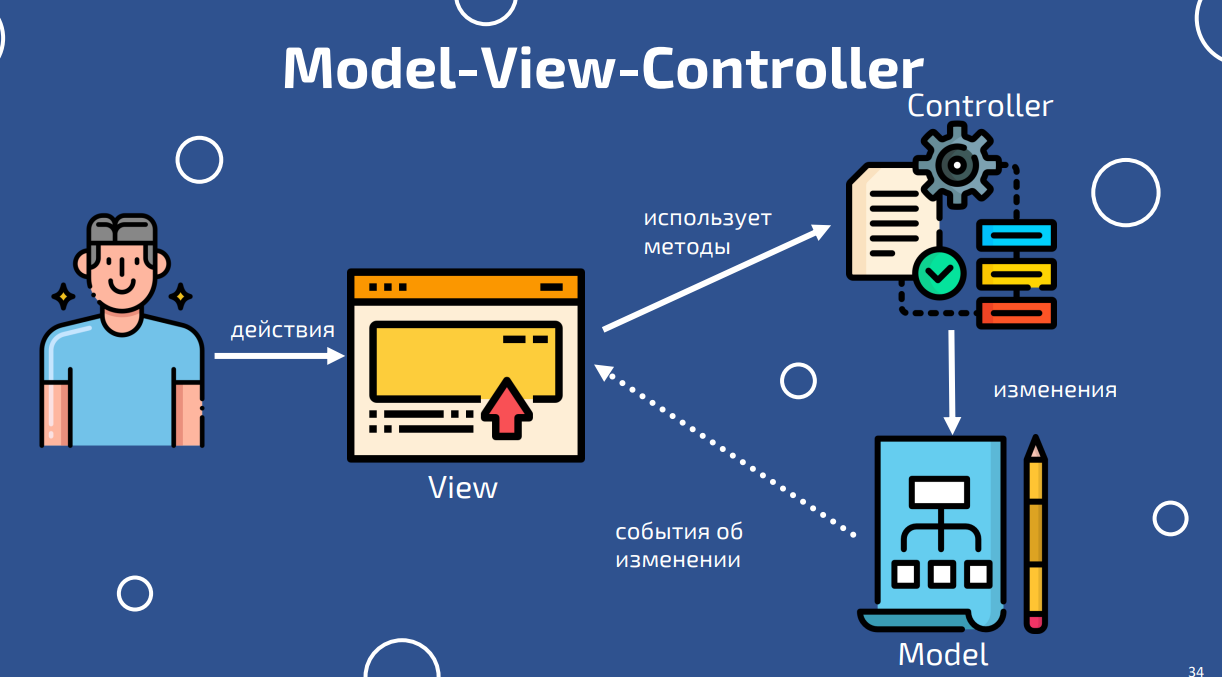 Model-View-Controller
Controller
использует
методы
действия
изменения
View
события об
изменении
Model
34